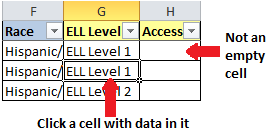 F G H
Race ELL Level Access
Hispanic/ ELL Level 1
Hispanic/ ELL Level 1
Hispanic/ ELL Level 2
Not an
empty
cell
Click a cell with data in it